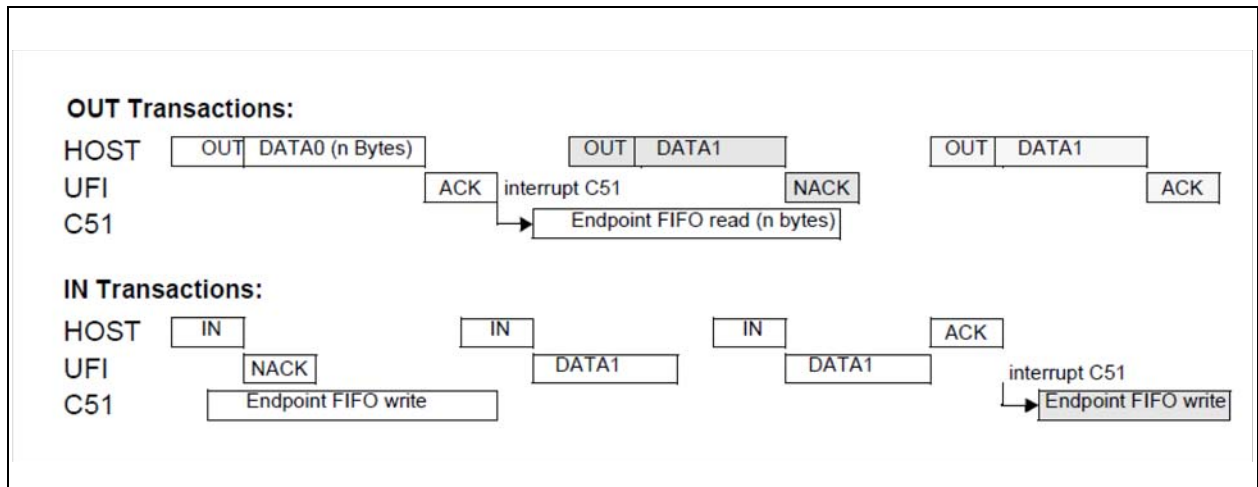 OUT Transactions:
HOST OUT DATA0 (n Bytes) OUT DATA1 OUT DATA1
UFI ACK interrupt C51 NACK ACK
C51 Endpoint FIFO read (n bytes)
IN Transactions:
HOST IN IN IN ACK
UFI NACK DATA1 DATA1 interrupt C51
C51 Endpoint FIFO write Endpoint FIFO write